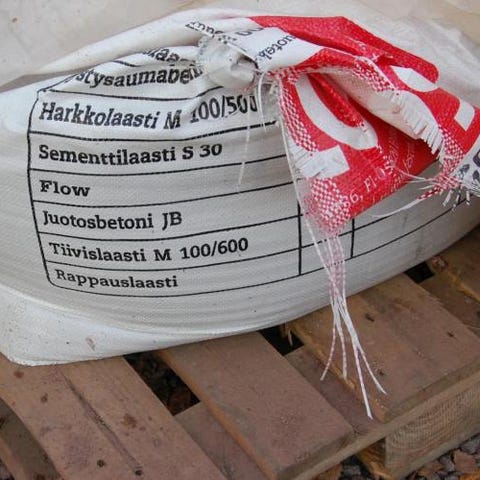 Harkkolaasti M 100/500
Sementtilaasti S 30
Flow
Juotosbetoni JB
Tiivislaasti M 100/600
Rappauslaasti